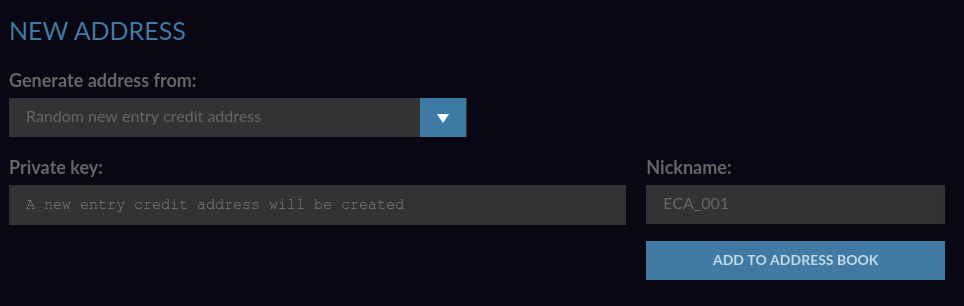 NEW ADDRESS
Generate address from:
Random new entry credit address
Private key:
A new entry credit address will be created
Nickname:
ECA_001
ADD TO ADDRESS BOOK